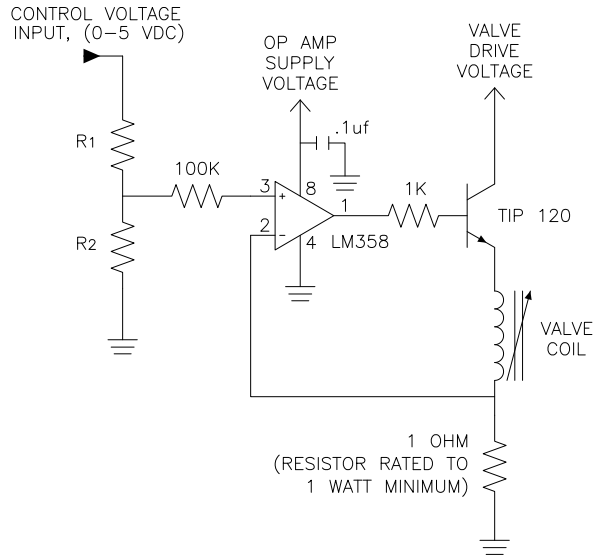 CONTROL VOLTAGE
INPUT, (0-5 VDC)
OP AMP
SUPPLY
VOLTAGE
VALVE
DRIVE
VOLTAGE
.1uf
R1
100K
3
+
8
1
1K
TIP 120
2
-
4
LM358
R2
VALVE
COIL
1 OHM
(RESISTOR RATED TO
1 WATT MINIMUM)